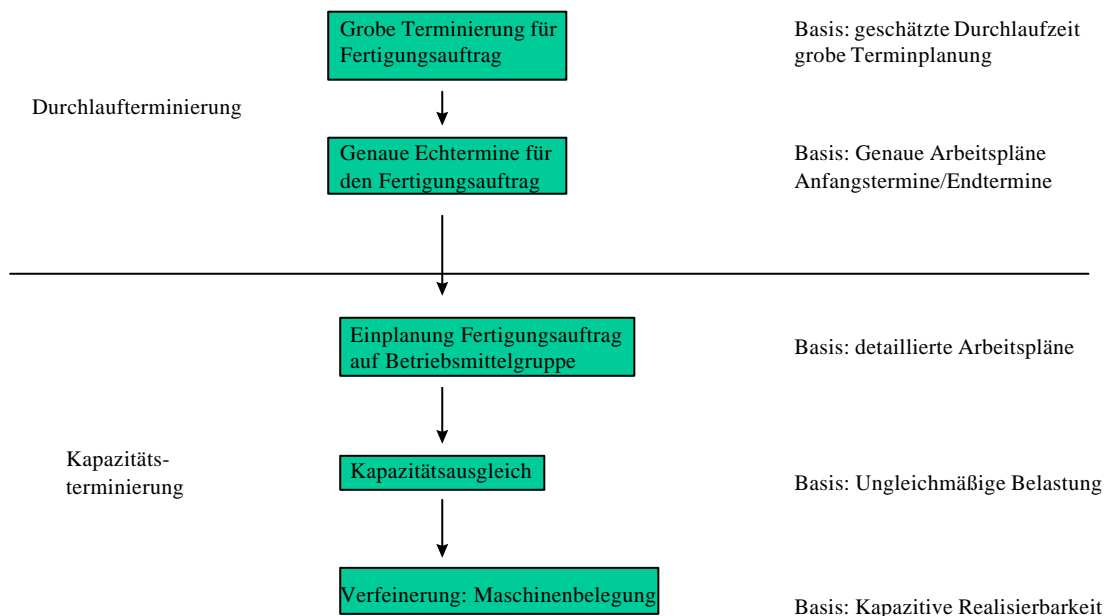 Grobe Terminierung für
Fertigungsauftrag
Basis: geschätzte Durchlaufzeit
grobe Terminplanung
Durchlaufterminierung
Genaue Echtermine für
den Fertigungsauftrag
Basis: Genaue Arbeitspläne
Anfangstermine/Endtermine
Einplanung Fertigungsauftrag
auf Betriebsmittelgruppe
Basis: detaillierte Arbeitspläne
Kapazitäts-
terminierung
Kapazitätsausgleich
Basis: Ungleichmäßige Belastung
Verfeinerung: Maschinenbelegung
Basis: Kapazitive Realisierbarkeit